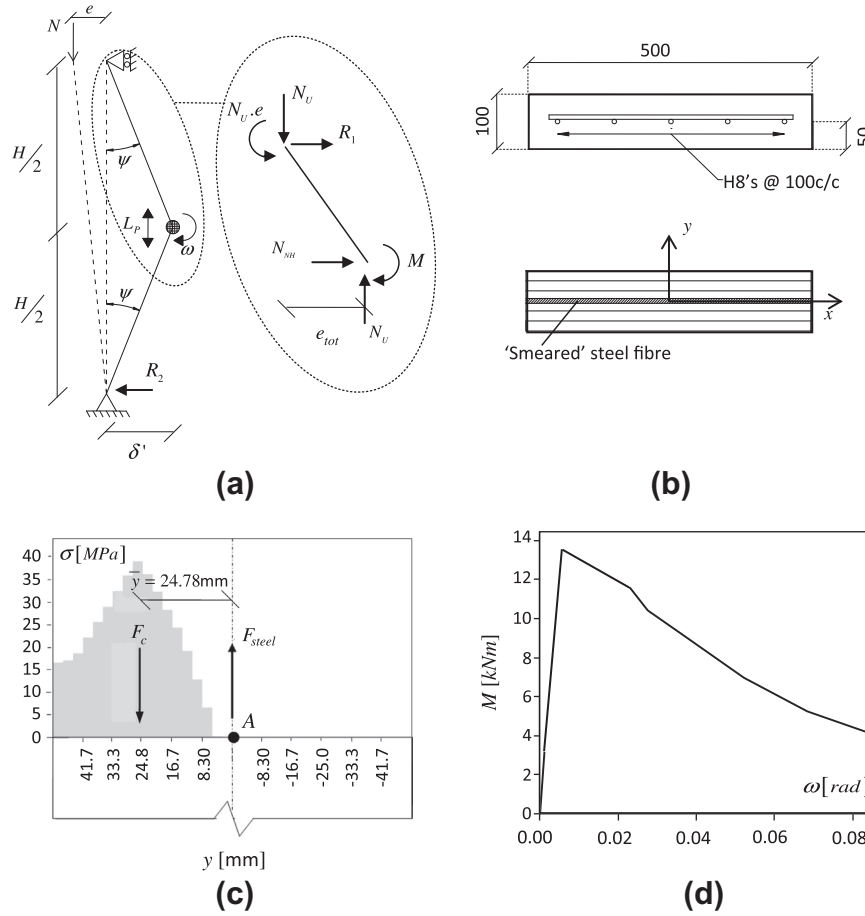 N
e
H/2
H/2
ψ
ψ
L_P
ω
R_2
δ'
N_U
N_U.e
R_1
N_NH
M
e_tot
N_U
(a)
500
100
50
H8's @ 100c/c
y
x
'Smeared' steel fibre
(b)
σ[MPa]
40
35
30
25
20
15
10
5
0
y̅ = 24.78mm
F_c
F_steel
A
41.7
33.3
24.8
16.7
8.30
-8.30
-16.7
-25.0
-33.3
-41.7
y [mm]
(c)
M [kNm]
14
12
10
8
6
4
2
0
0.00
0.02
0.04
0.06
0.08
ω[rad]
(d)